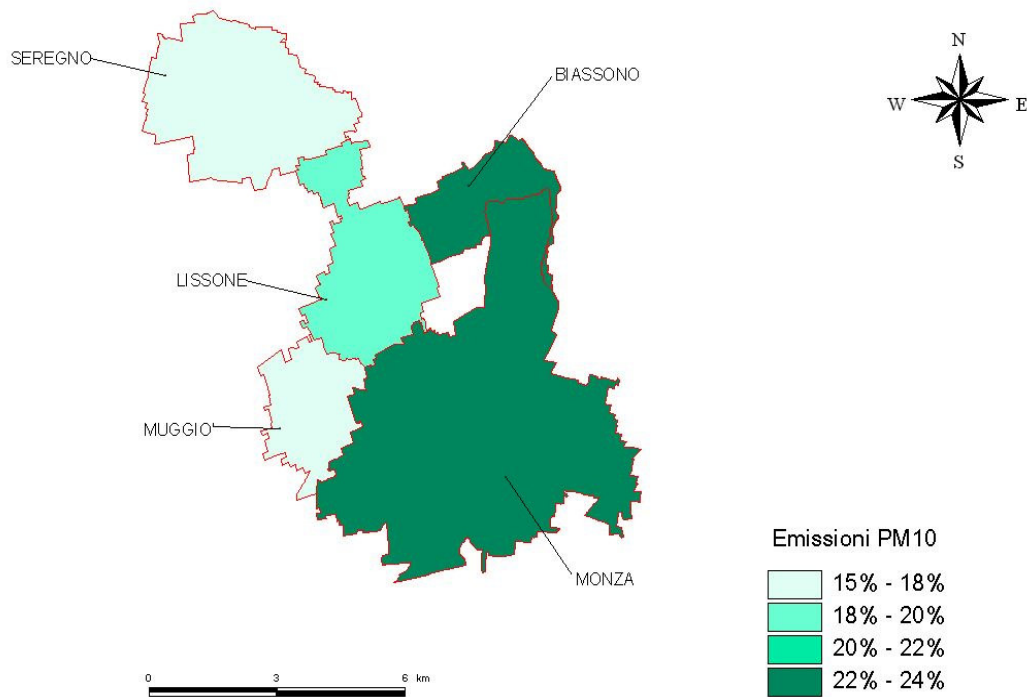 SEREGNO
BIASSONO
N
W E
S
LISSONE
MUGGIO'
MONZA
Emissioni PM10
15% - 18%
18% - 20%
20% - 22%
22% - 24%
0 3 6 km